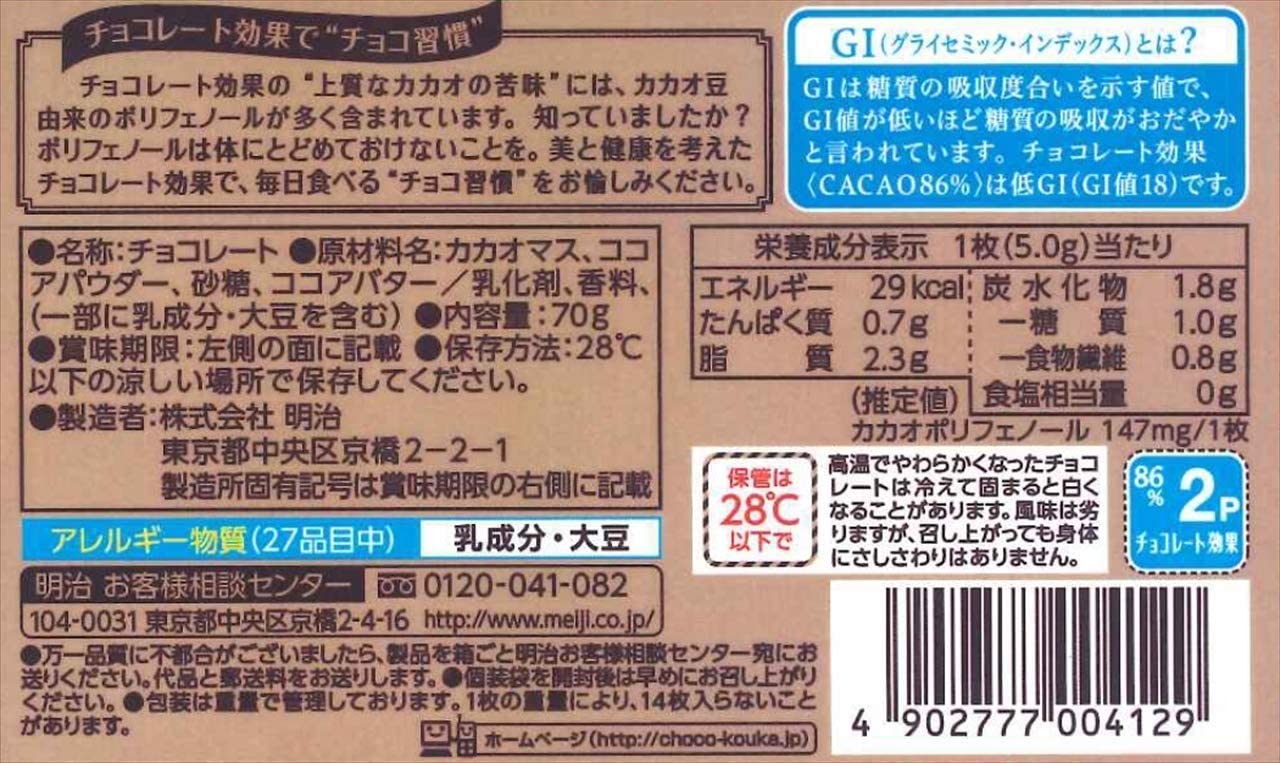 チョコレート効果で“チョコ習慣”
チョコレート効果の“上質なカカオの苦味”には、カカオ豆
由来のポリフェノールが多く含まれています。知っていましたか？
ポリフェノールは体にとどめておけないことを。美と健康を考えた
チョコレート効果で、毎日食べる“チョコ習慣”をお愉しみください。
GI(グライセミック・インデックス)とは？
GIは糖質の吸収度合いを示す値で、
GI値が低いほど糖質の吸収がおだやか
と言われています。チョコレート効果
〈CACAO86%〉は低GI(GI値18)です。
●名称：チョコレート ●原材料名：カカオマス、ココ
アパウダー、砂糖、ココアバター／乳化剤、香料、
(一部に乳成分・大豆を含む) ●内容量：70g
●賞味期限：左側の面に記載 ●保存方法：28℃
以下の涼しい場所で保存してください。
●製造者：株式会社 明治
東京都中央区京橋2－2－1
製造所固有記号は賞味期限の右側に記載
栄養成分表示 1枚(5.0g)当たり
エネルギー 29kcal 炭水化物 1.8g
たんぱく質 0.7g ―糖質 1.0g
脂質 2.3g ―食物繊維 0.8g
(推定値) 食塩相当量 0g
カカオポリフェノール 147mg/1枚
アレルギー物質(27品目中) 乳成分・大豆
保管は
28℃
以下で
高温でやわらかくなったチョコ
レートは冷えて固まると白く
なることがあります。風味は劣
りますが、召し上がっても身体
にさしさわりはありません。
86% 2P
チョコレート効果
明治 お客様相談センター 0120-041-082
104-0031 東京都中央区京橋2-4-16 http://www.meiji.co.jp/
●万一品質に不都合がございましたら、製品を箱ごと明治お客様相談センター宛にお
送りください。代品と郵送料をお送りします。●個装袋を開封後は早めにお召し上がり
ください。●包装は重量で管理しております。1枚の重量により、14枚入らないこと
があります。
ホームページ(http://choco-kouka.jp)
4 902777 004129